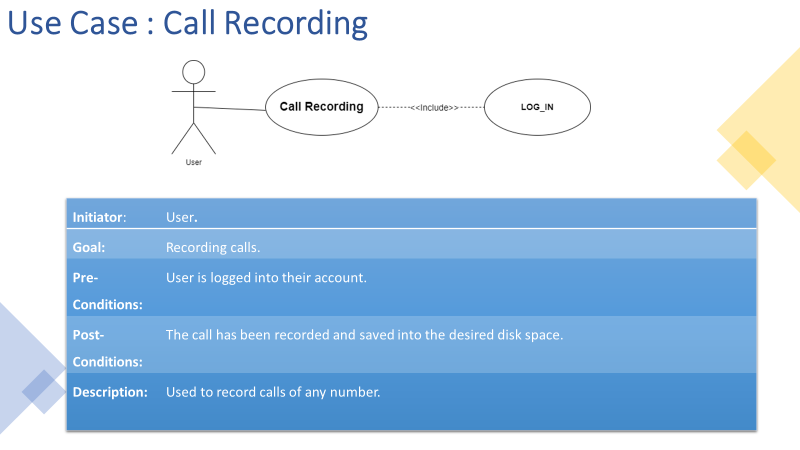 Use Case : Call Recording
Call Recording
<<Include>>
LOG_IN
User
Initiator: User.
Goal: Recording calls.
Pre- User is logged into their account.
Conditions:
Post- The call has been recorded and saved into the desired disk space.
Conditions:
Description: Used to record calls of any number.